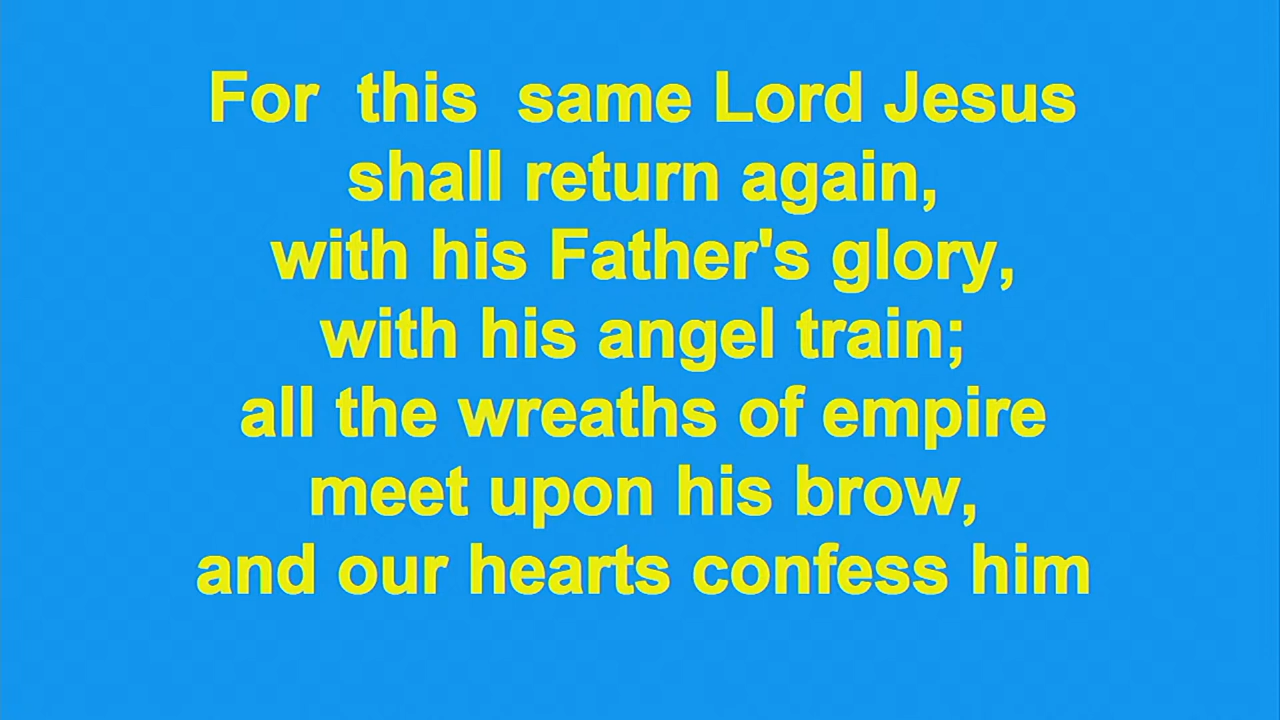 For this same Lord Jesus
shall return again,
with his Father's glory,
with his angel train;
all the wreaths of empire
meet upon his brow,
and our hearts confess him